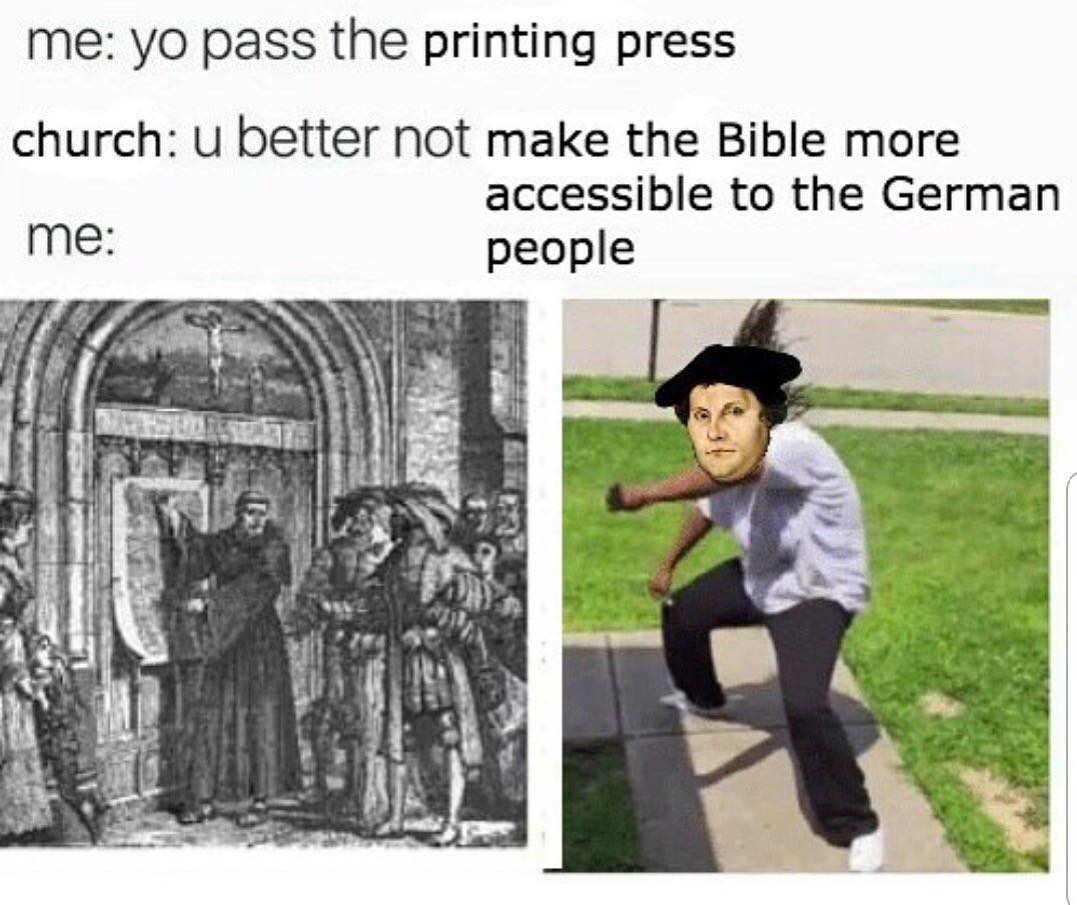 me: yo pass the printing press
church: u better not make the Bible more
accessible to the German
me:
people